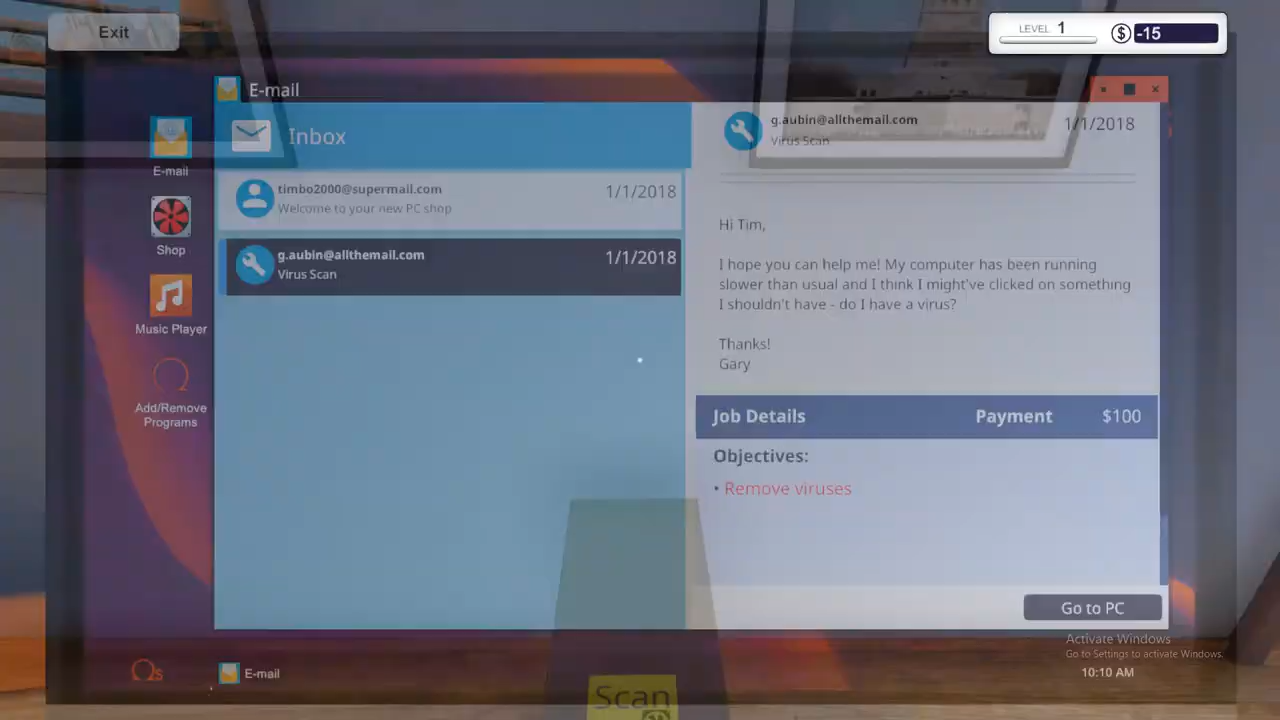 Exit
LEVEL 1
$ -15
E-mail
E-mail
Shop
Music Player
Add/Remove
Programs
Inbox
timbo2000@supermail.com
1/1/2018
Welcome to your new PC shop
g.aubin@allthemail.com
1/1/2018
Virus Scan
g.aubin@allthemail.com
1/1/2018
Virus Scan
Hi Tim,
I hope you can help me! My computer has been running
slower than usual and I think I might've clicked on something
I shouldn't have - do I have a virus?
Thanks!
Gary
Job Details Payment $100
Objectives:
• Remove viruses
Go to PC
Activate Windows
Go to Settings to activate Windows.
Ωs
E-mail
10:10 AM
Scan